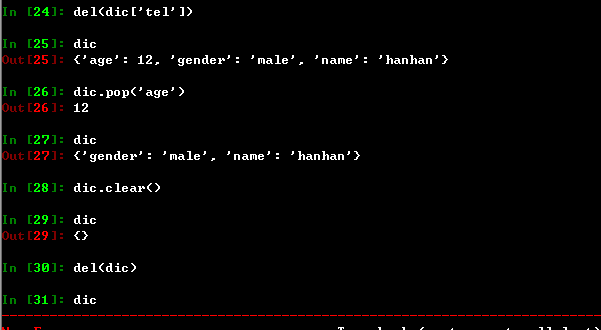 In [24]: del(dic['tel'])
In [25]: dic
Out[25]: {'age': 12, 'gender': 'male', 'name': 'hanhan'}
In [26]: dic.pop('age')
Out[26]: 12
In [27]: dic
Out[27]: {'gender': 'male', 'name': 'hanhan'}
In [28]: dic.clear()
In [29]: dic
Out[29]: {}
In [30]: del(dic)
In [31]: dic